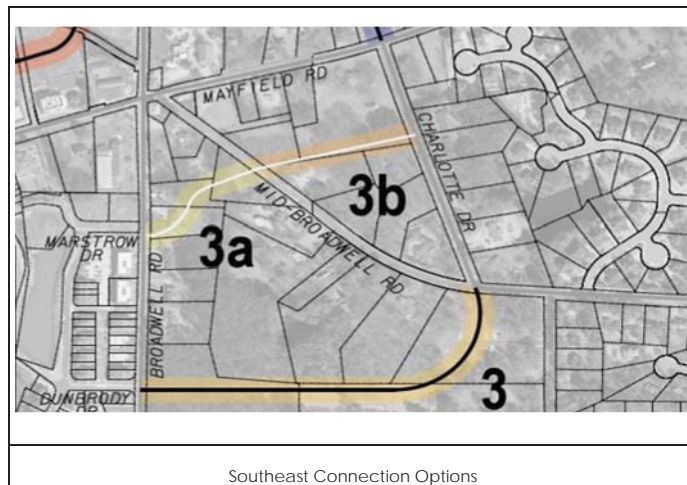 MAYFIELD RD
CHARLOTTE DR
3b
MID-BROADWELL RD
MARSTROW
DR
3a
BROADWELL RD
DUNBRODY
DR
3
Southeast Connection Options